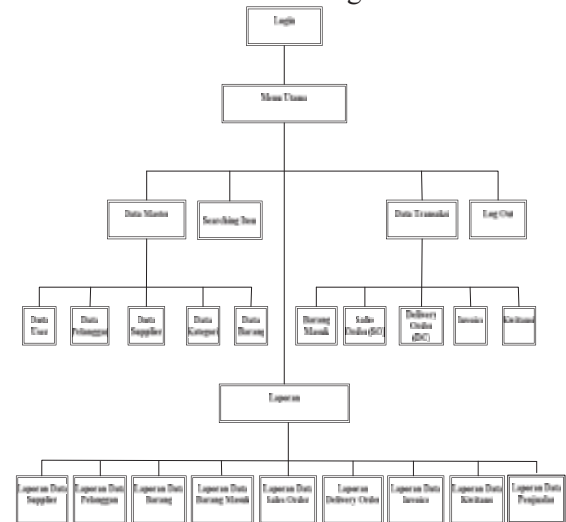 Login
Menu Utama
Data Master
Searching Item
Data Transaksi
Log Out
Data
User
Data
Pelanggan
Data
Supplier
Data
Kategori
Data
Barang
Barang
Masuk
Sales
Order(SO)
Delivery
Order
(DO)
Invoice
Kwitansi
Laporan
Laporan Data
Supplier
Laporan Data
Pelanggan
Laporan Data
Barang
Laporan Data
Barang Masuk
Laporan Data
Sales Order
Laporan
Delivery Order
Laporan Data
Invoice
Laporan Data
Kwitansi
Laporan Data
Penjualan